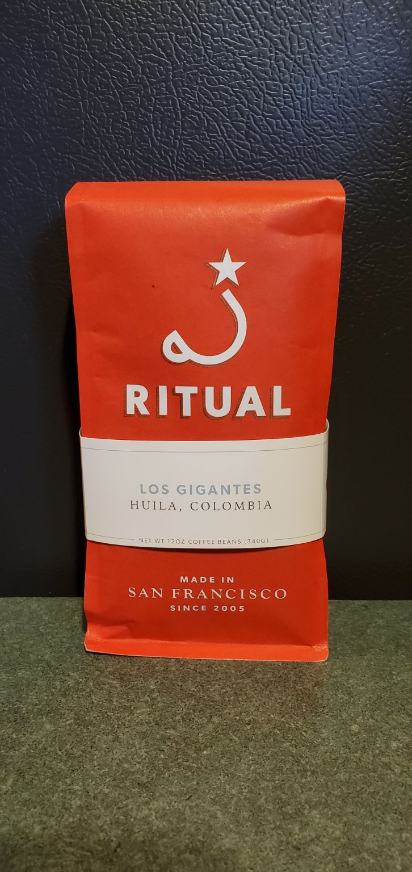 RITUAL
LOS GIGANTES
HUILA, COLOMBIA
NET WT 12OZ COFFEE BEANS (340G)
MADE IN
SAN FRANCISCO
SINCE 2005